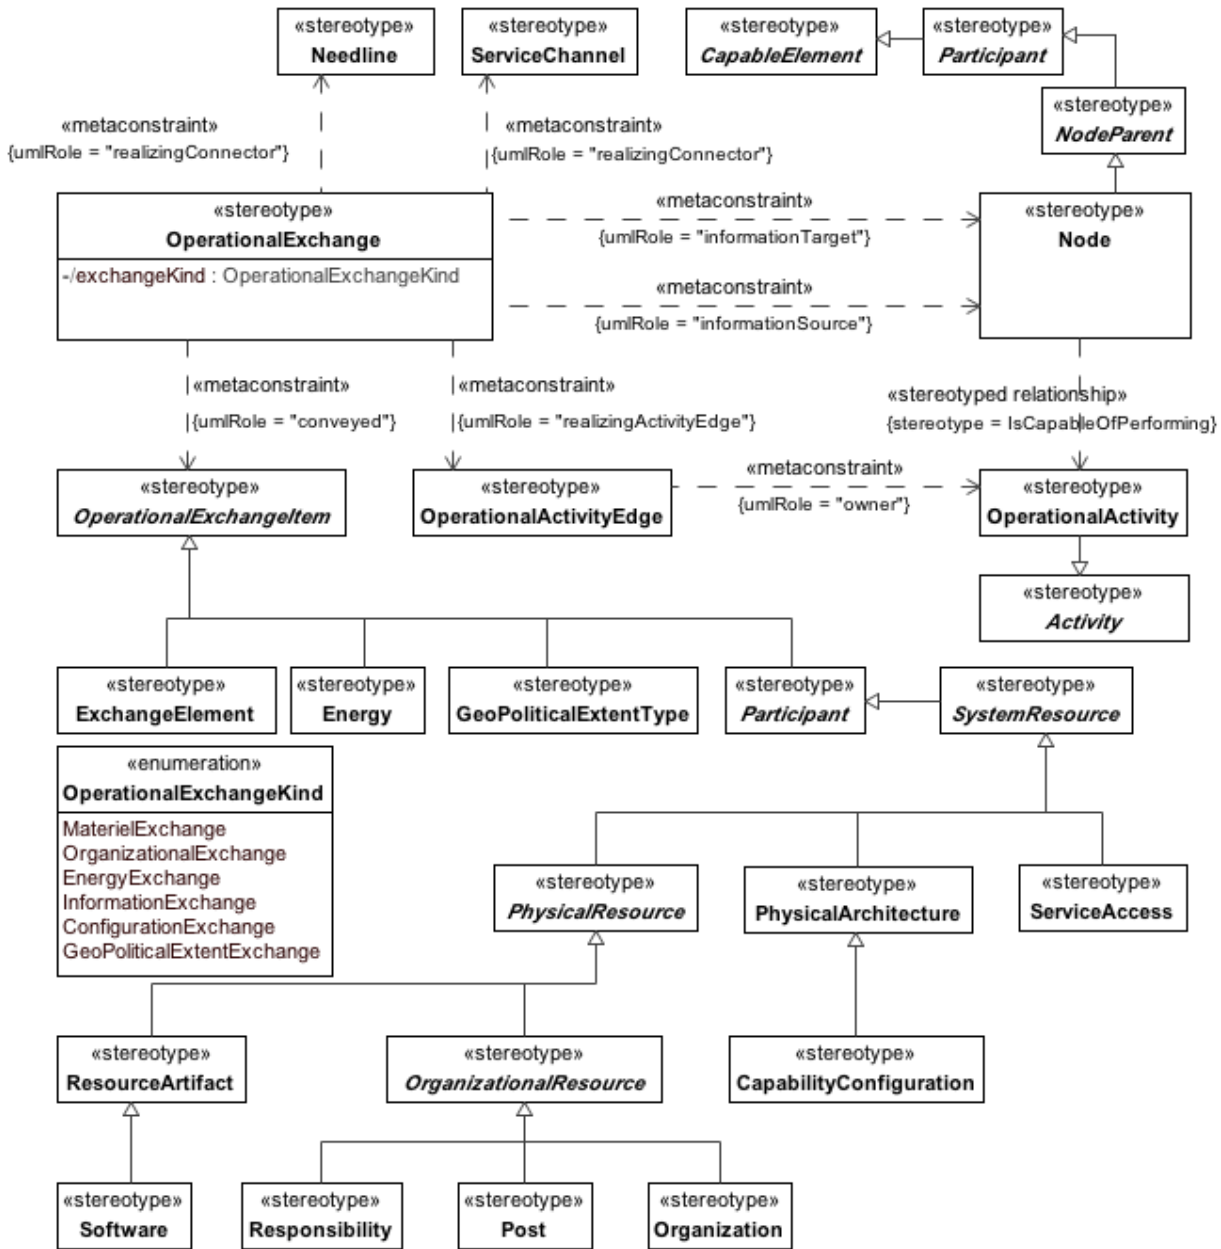 «stereotype»
Needline
«stereotype»
ServiceChannel
«stereotype»
CapableElement
«stereotype»
Participant
«stereotype»
NodeParent
«metaconstraint»
{umlRole = "realizingConnector"}
«metaconstraint»
{umlRole = "realizingConnector"}
«stereotype»
OperationalExchange
-/exchangeKind : OperationalExchangeKind
«metaconstraint»
{umlRole = "informationTarget"}
«metaconstraint»
{umlRole = "informationSource"}
«stereotype»
Node
«metaconstraint»
{umlRole = "conveyed"}
«metaconstraint»
{umlRole = "realizingActivityEdge"}
«stereotyped relationship»
{stereotype = IsCapableOfPerforming}
«stereotype»
OperationalExchangeItem
«stereotype»
OperationalActivityEdge
«metaconstraint»
{umlRole = "owner"}
«stereotype»
OperationalActivity
«stereotype»
Activity
«stereotype»
ExchangeElement
«stereotype»
Energy
«stereotype»
GeoPoliticalExtentType
«stereotype»
Participant
«stereotype»
SystemResource
«enumeration»
OperationalExchangeKind
MaterielExchange
OrganizationalExchange
EnergyExchange
InformationExchange
ConfigurationExchange
GeoPoliticalExtentExchange
«stereotype»
PhysicalResource
«stereotype»
PhysicalArchitecture
«stereotype»
ServiceAccess
«stereotype»
ResourceArtifact
«stereotype»
OrganizationalResource
«stereotype»
CapabilityConfiguration
«stereotype»
Software
«stereotype»
Responsibility
«stereotype»
Post
«stereotype»
Organization